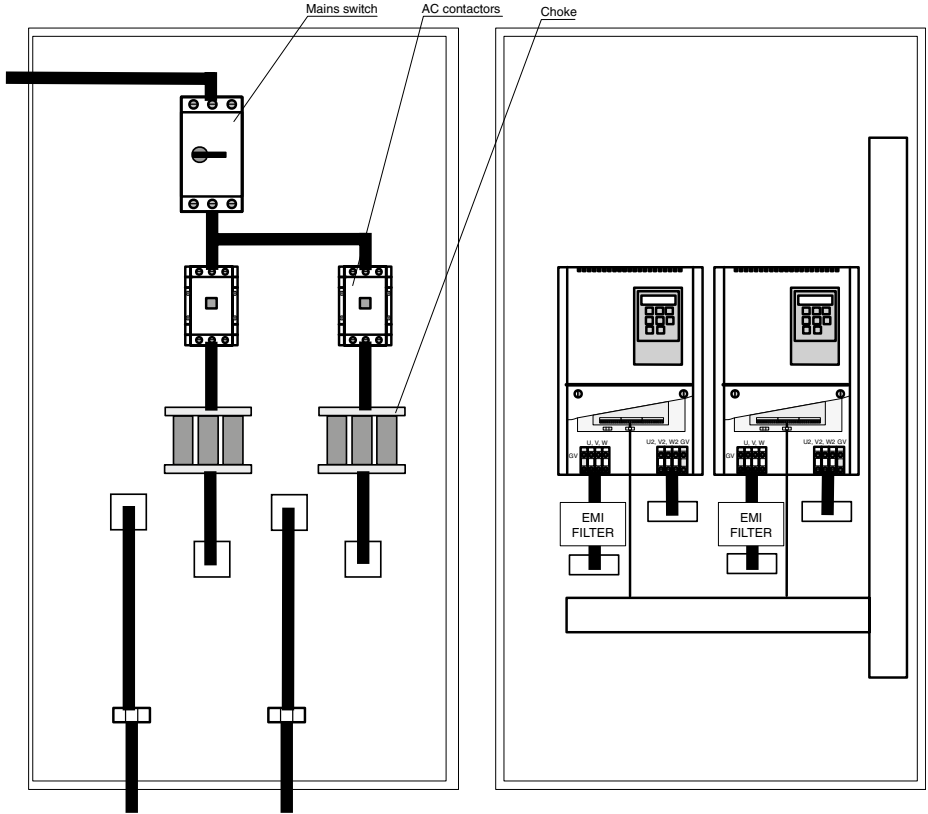 Mains switch
AC contactors
Choke
U, V, W
U2, V2, W2 GV
U, V, W
U2, V2, W2 GV
GV
GV
EMI
FILTER
EMI
FILTER